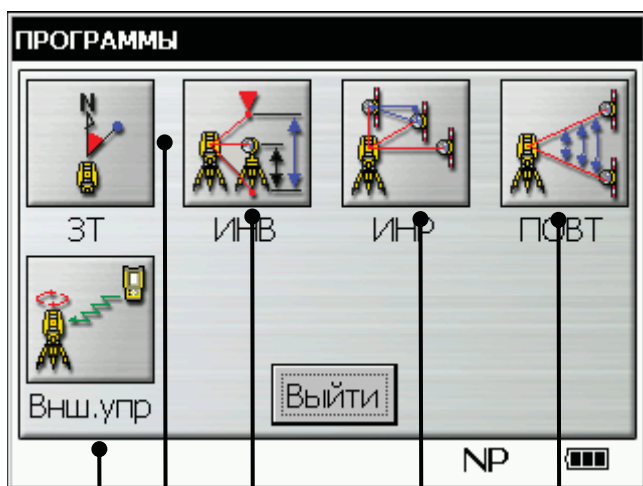 ПРОГРАММЫ
N
ЗТ ИНВ ИНР ПОВТ
Внш.упр
Выйти
NP